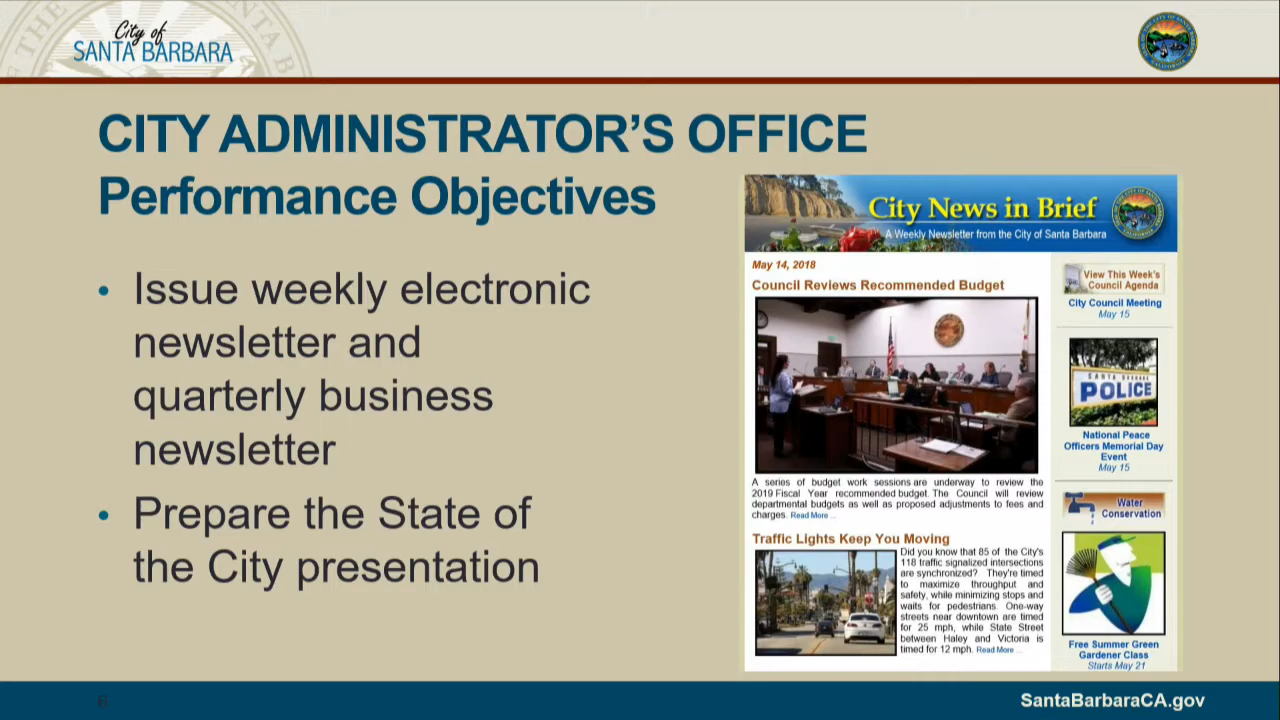 City of
SANTA BARBARA
CITY ADMINISTRATOR'S OFFICE
Performance Objectives
• Issue weekly electronic
newsletter and
quarterly business
newsletter
• Prepare the State of
the City presentation
City News in Brief
A Weekly Newsletter from the City of Santa Barbara
May 14, 2018
Council Reviews Recommended Budget
A series of budget work sessions are underway to review the
2019 Fiscal Year recommended budget. The Council will review
departmental budgets as well as proposed adjustments to fees and
charges. Read More ...
Traffic Lights Keep You Moving
Did you know that 85 of the City's
118 traffic signalized intersections
are synchronized? They're timed
to maximize throughput and
safety, while minimizing stops and
waits for pedestrians. One-way
streets near downtown are timed
for 25 mph, while State Street
between Haley and Victoria is
timed for 12 mph. Read More ...
View This Week's
Council Agenda
City Council Meeting
May 15
SANTA BARBARA
POLICE
National Peace
Officers Memorial Day
Event
May 15
Water
Conservation
Free Summer Green
Gardener Class
Starts May 21
SantaBarbaraCA.gov